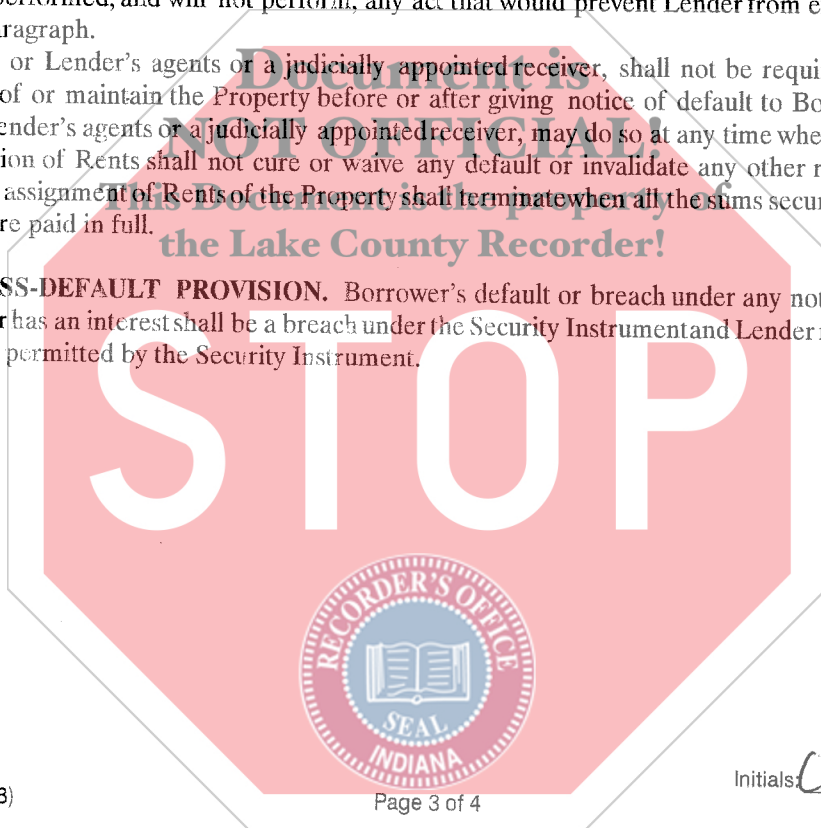 performed, and will not perform, any act that would prevent Lender from e
ragraph.
or Lender's agents or a judicially appointed receiver, shall not be requi
of or maintain the Property before or after giving notice of default to Bo
ender's agents or a judicially appointed receiver, may do so at any time whe
ion of Rents shall not cure or waive any default or invalidate any other r
assignment of Rents of the Property shall terminate when all the sums secur
re paid in full.
Document is
NOT OFFICIAL!
This Document is the property of
the Lake County Recorder!
SS-DEFAULT PROVISION. Borrower's default or breach under any not
r has an interest shall be a breach under the Security Instrument and Lender
permitted by the Security Instrument.
STOP
RECORDER'S OFFICE
SEAL
INDIANA
Initials:
3)
Page 3 of 4